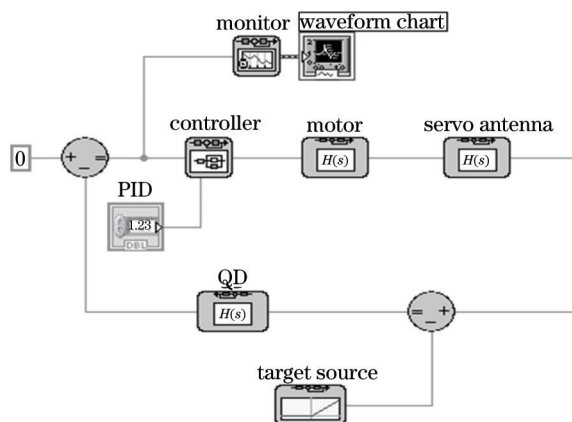 monitor
waveform chart
controller
motor
servo antenna
0
H(s)
H(s)
PID
1.23
DBL
QD
H(s)
target source